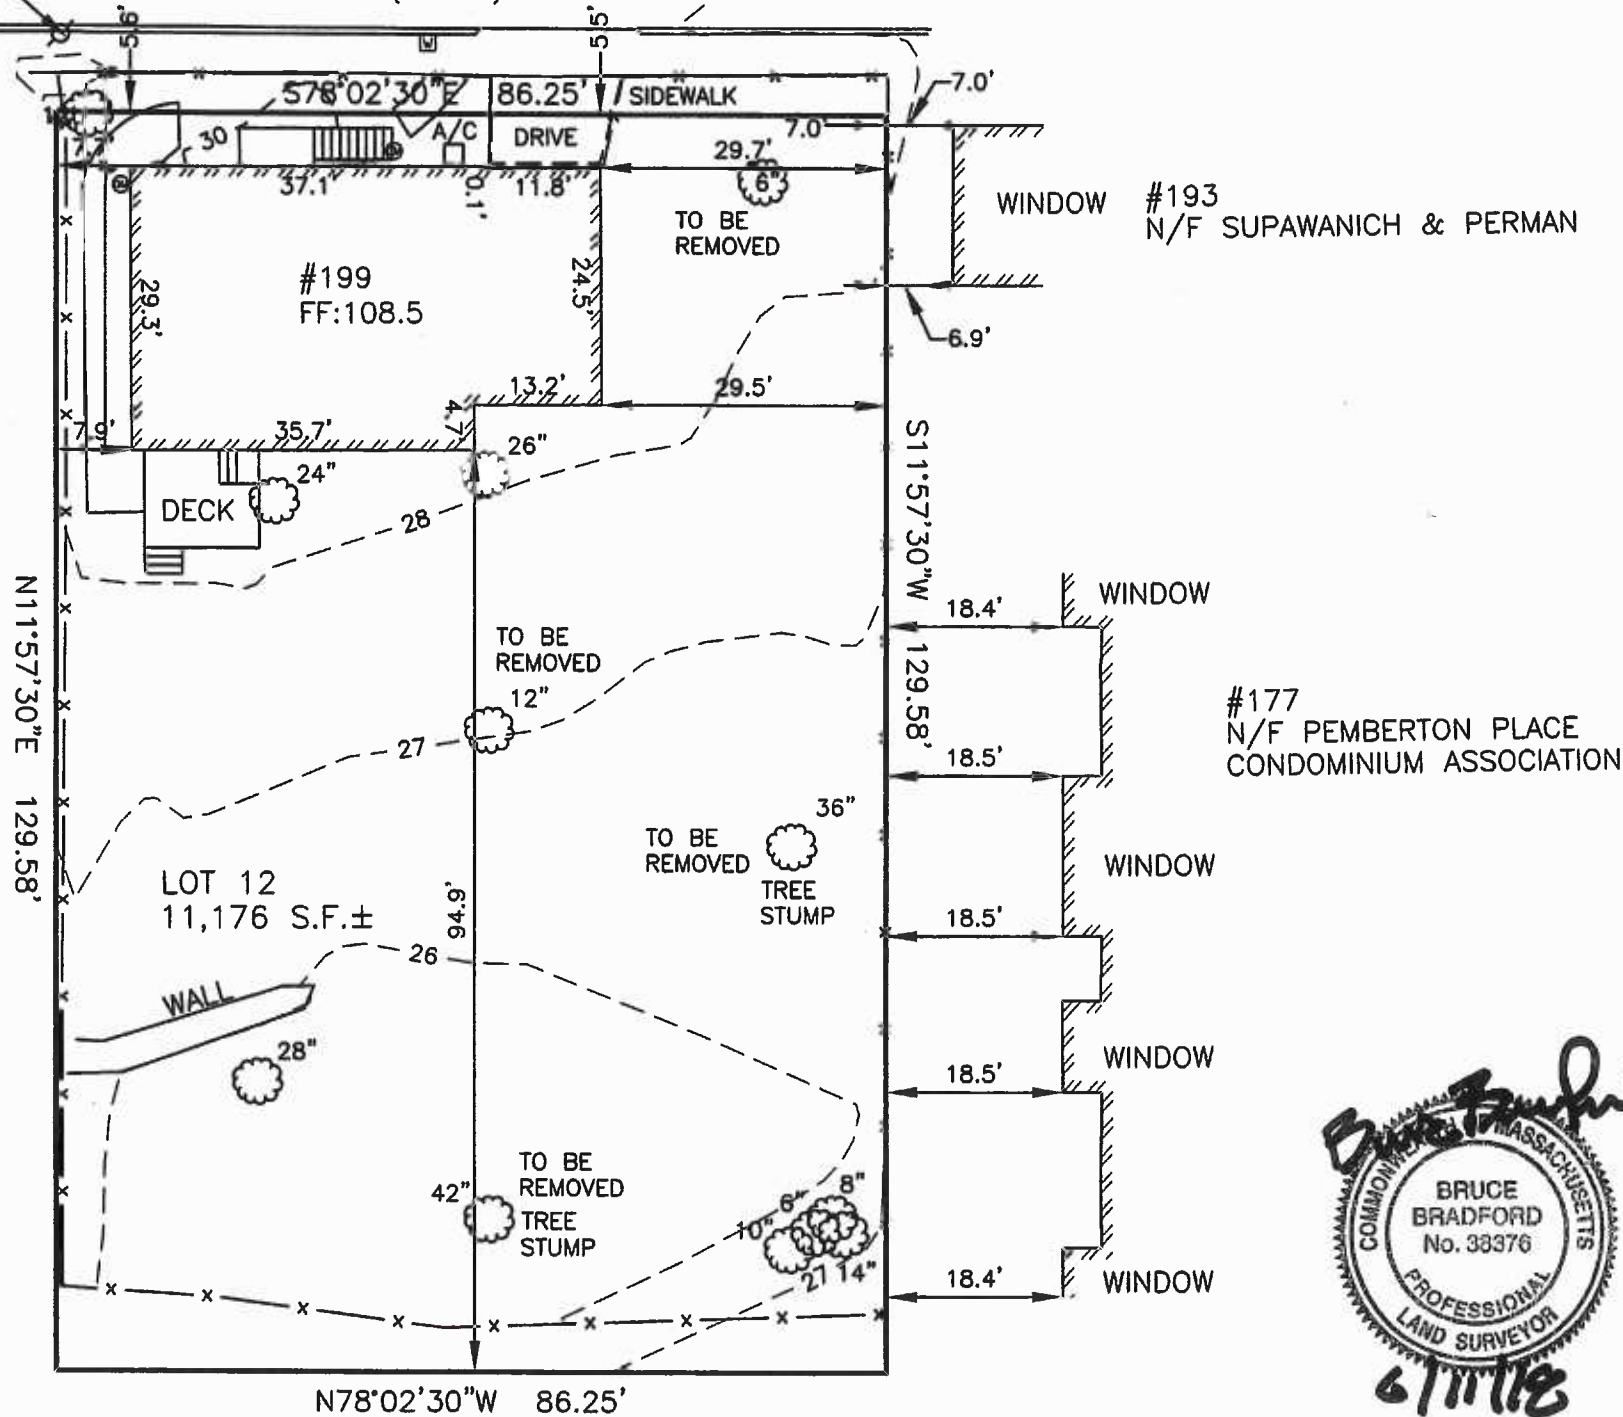 5.6'
5.5'
S78°02'30"E 86.25' SIDEWALK
7.0'
7.0'
30
A/C
DRIVE
29.7'
37.1'
0.1'
11.8'
6"
TO BE
REMOVED
WINDOW
#193
N/F SUPAWANICH & PERMAN
#199
FF:108.5
29.3'
24.5'
6.9'
13.2'
29.5'
4.7'
7.9'
35.7'
26"
24"
DECK
28
S11°57'30"W 129.58'
N11°57'30"E 129.58'
WINDOW
18.4'
TO BE
REMOVED
12"
27
#177
N/F PEMBERTON PLACE
CONDOMINIUM ASSOCIATION
18.5'
36"
TO BE
REMOVED
TREE
STUMP
WINDOW
LOT 12
11,176 S.F.±
94.6'
18.5'
26
WALL
28"
WINDOW
18.5'
TO BE
REMOVED
42"
TREE
STUMP
6"
8"
10"
27 14"
18.4'
WINDOW
COMMONWEALTH OF MASSACHUSETTS
BRUCE
BRADFORD
No. 38376
PROFESSIONAL
LAND SURVEYOR
6/11/18
N78°02'30"W 86.25'